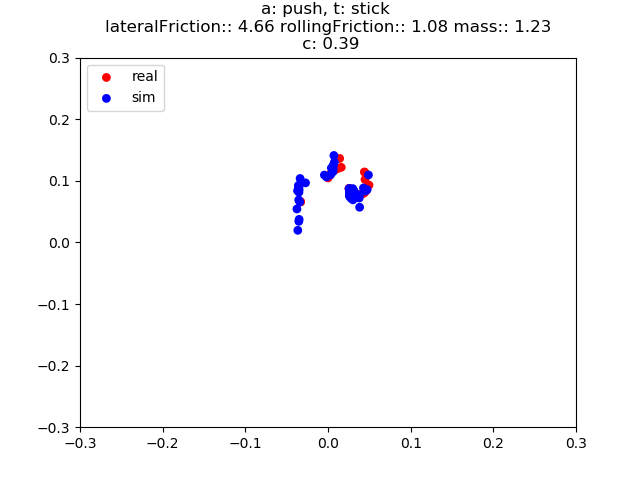 a: push, t: stick
lateralFriction:: 4.66 rollingFriction:: 1.08 mass:: 1.23
c: 0.39
real
sim
0.3
0.2
0.1
0.0
−0.1
−0.2
−0.3
−0.3 −0.2 −0.1 0.0 0.1 0.2 0.3